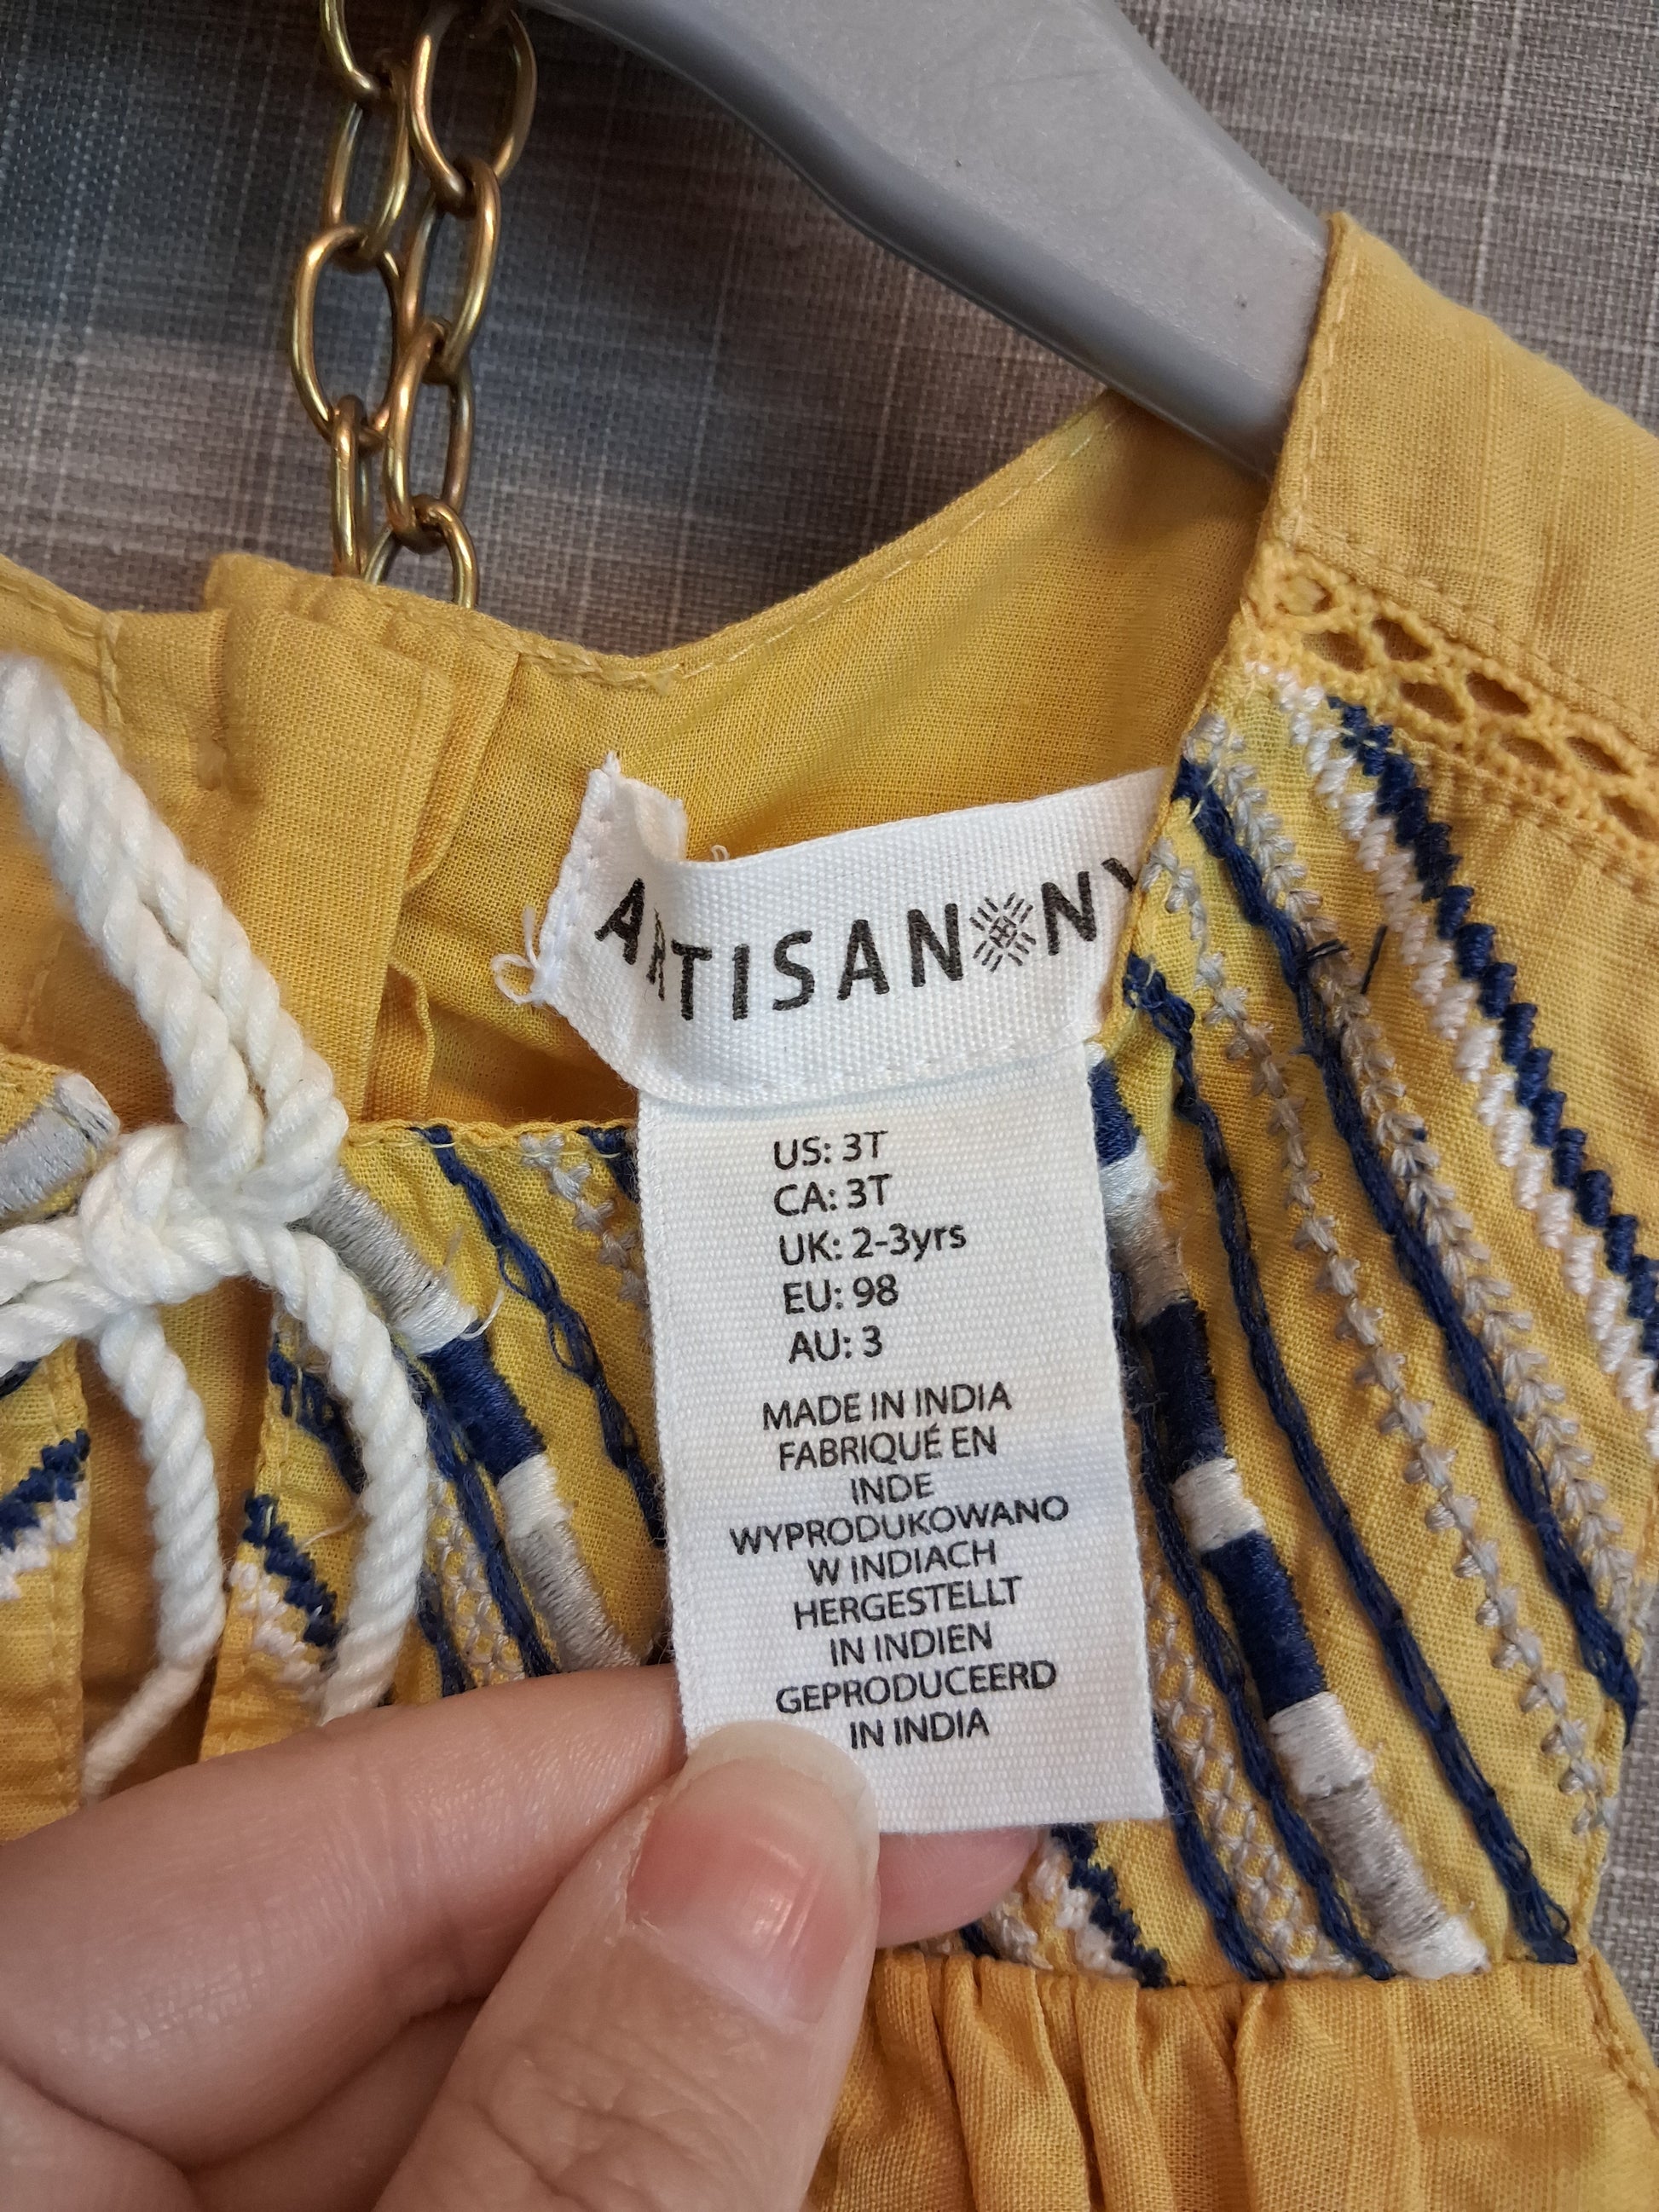 ARTISAN NY
US: 3T
CA: 3T
UK: 2-3yrs
EU: 98
AU: 3
MADE IN INDIA
FABRIQUÉ EN
INDE
WYPRODUKOWANO
W INDIACH
HERGESTELLT
IN INDIEN
GEPRODUCEERD
IN INDIA